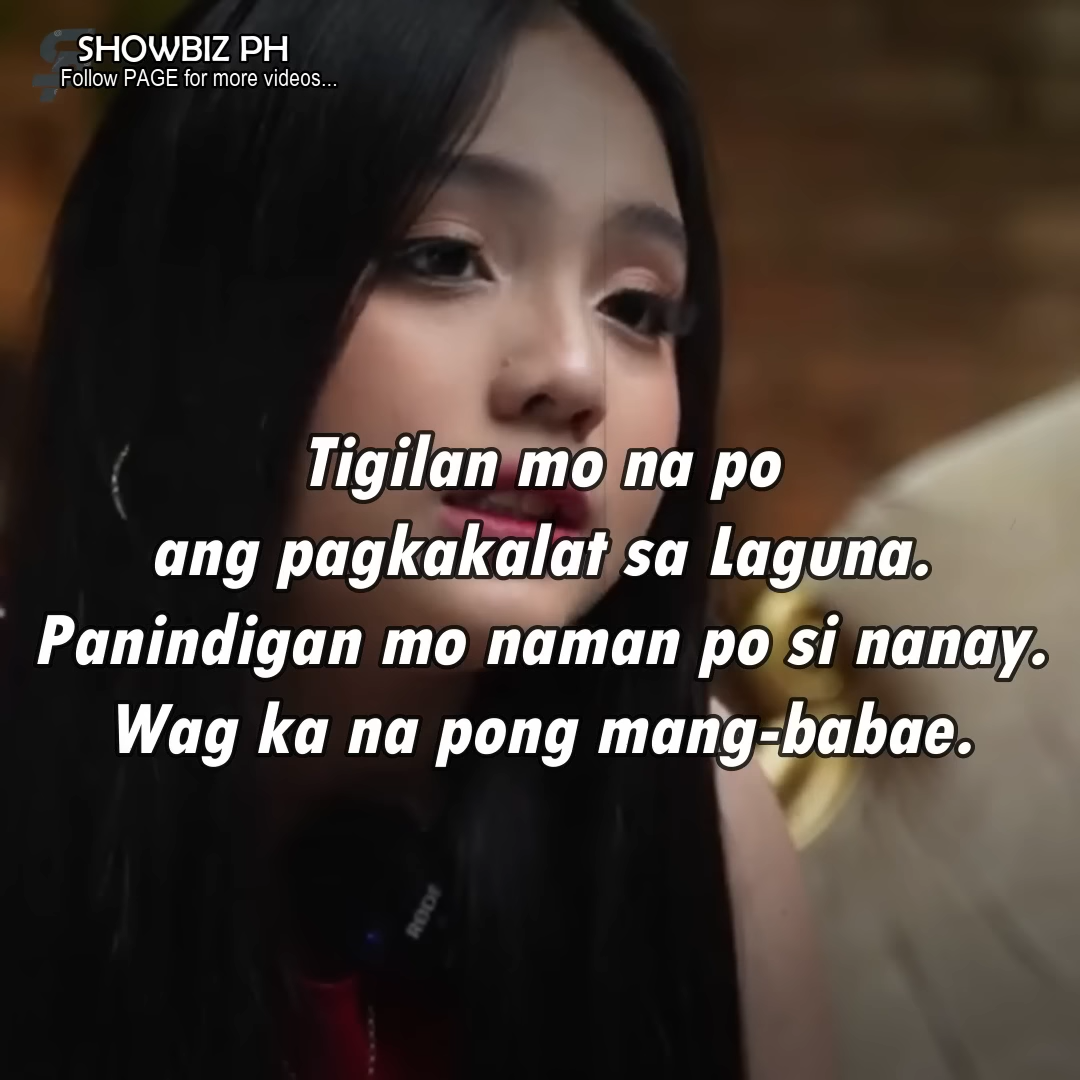 SHOWBIZ PH
Follow PAGE for more videos...
Tigilan mo na po
ang pagkakalat sa Laguna.
Panindigan mo naman po si nanay.
Wag ka na pong mang-babae.
RØDE